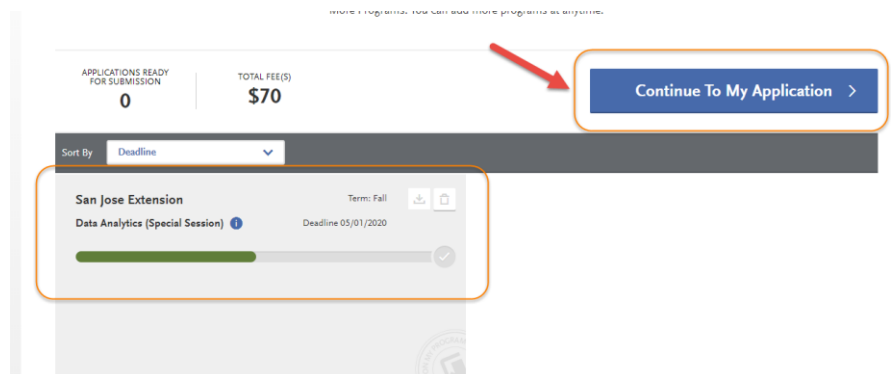 More Programs. You can add more programs at anytime.
APPLICATIONS READY
FOR SUBMISSION
0
TOTAL FEE(S)
$70
Continue To My Application
Sort By
Deadline
San Jose Extension
Term: Fall
Data Analytics (Special Session)
Deadline 05/01/2020